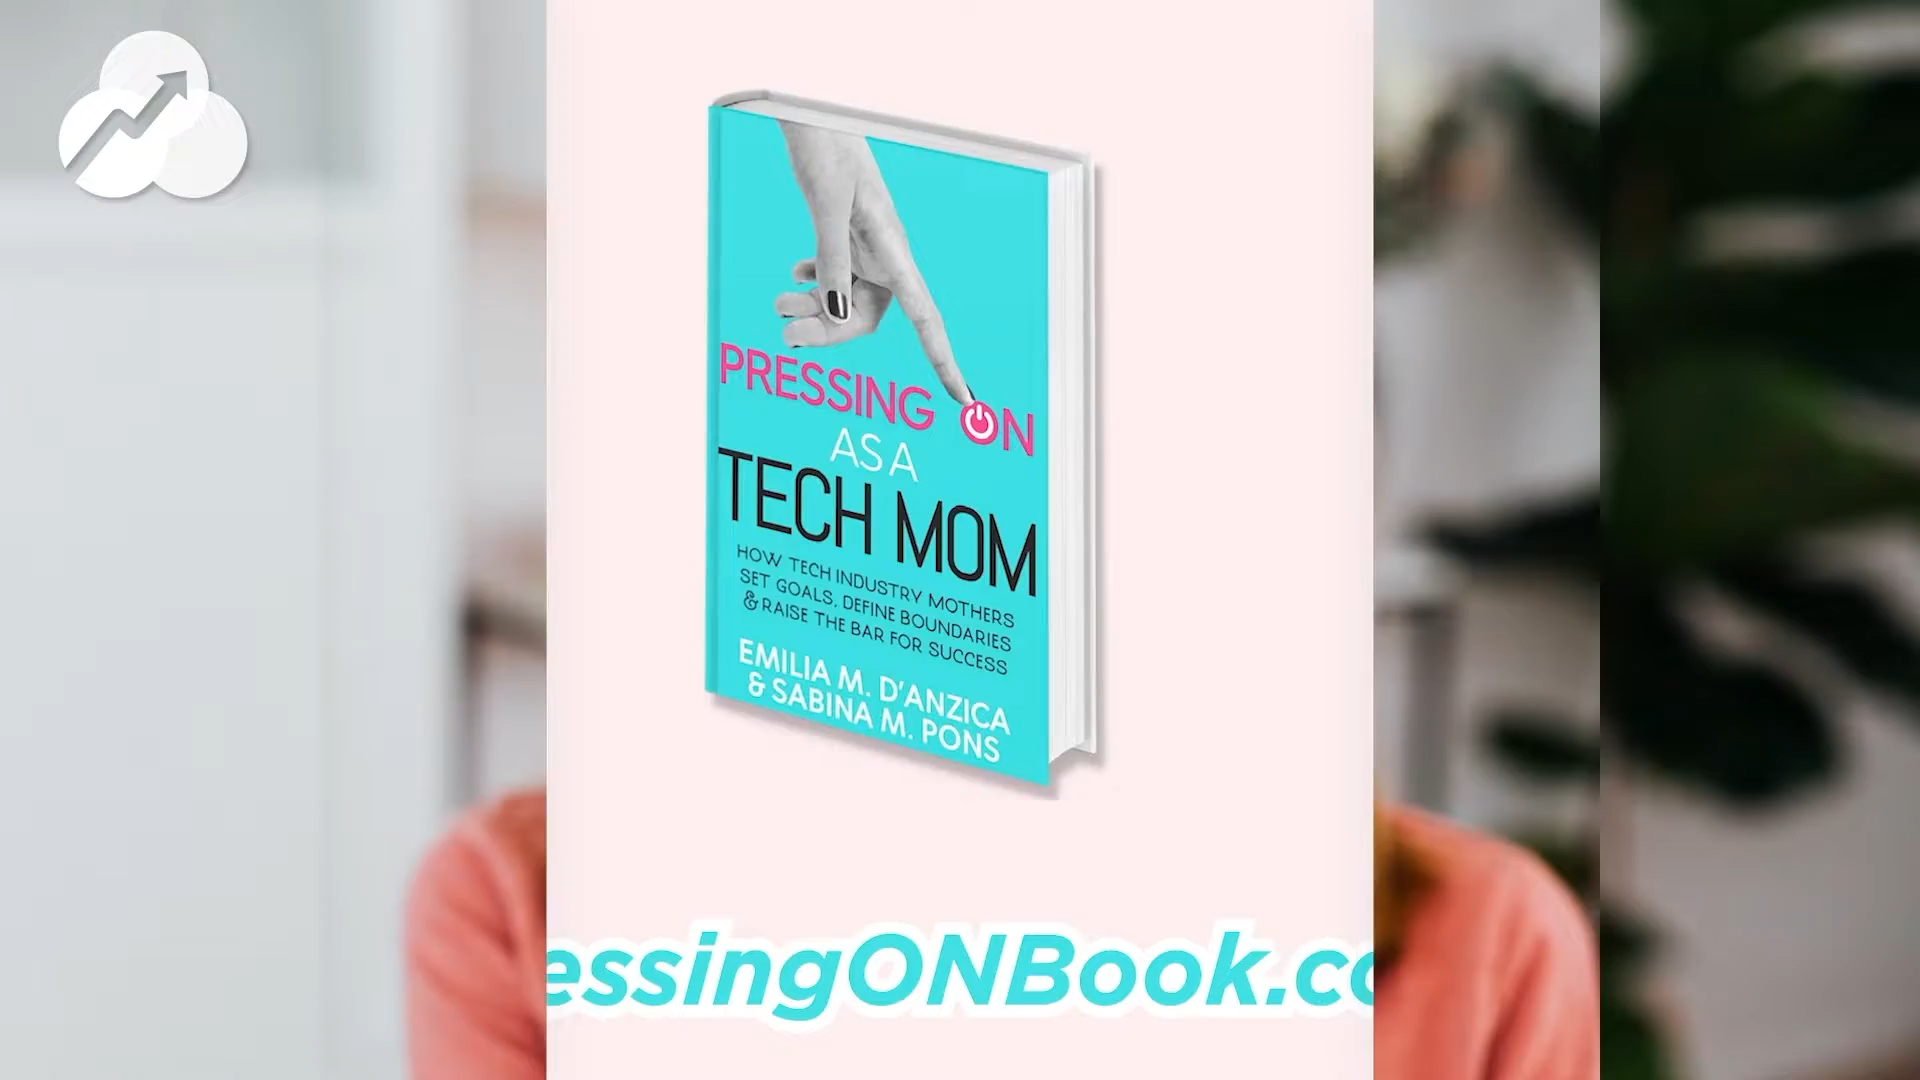 PRESSING ON
AS A
TECH MOM
HOW TECH INDUSTRY MOTHERS
SET GOALS, DEFINE BOUNDARIES
& RAISE THE BAR FOR SUCCESS
EMILIA M. D'ANZICA
& SABINA M. PONS
essingONBook.co